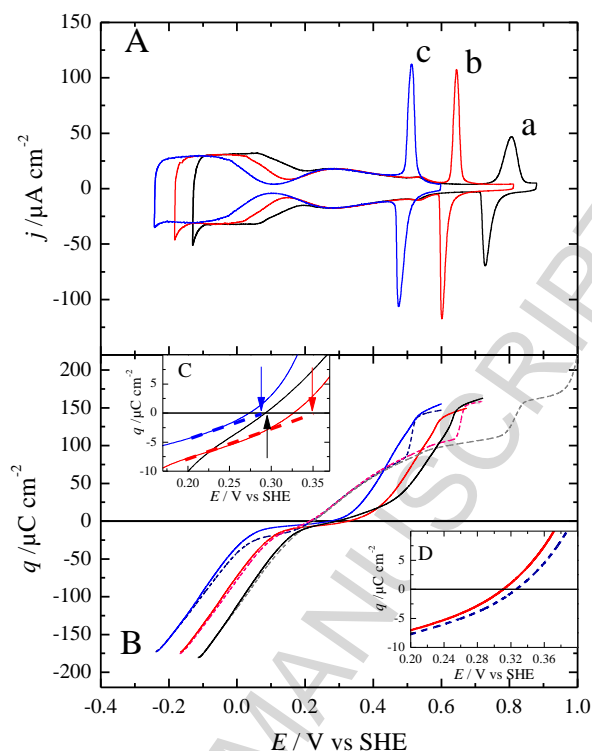 A
c
b
a
150
100
50
0
-50
-100
j /µA cm⁻²
B
C
q /µC cm⁻²
5
0
-5
-10
0.20
0.25
0.30
0.35
E / V vs SHE
200
150
100
50
0
-50
-100
-150
-200
q /µC cm⁻²
D
q /µC cm⁻²
5
0
-5
-10
0.20
0.24
0.28
0.32
0.36
E / V vs SHE
-0.4
-0.2
0.0
0.2
0.4
0.6
0.8
1.0
E / V vs SHE
MANUSCRIPT